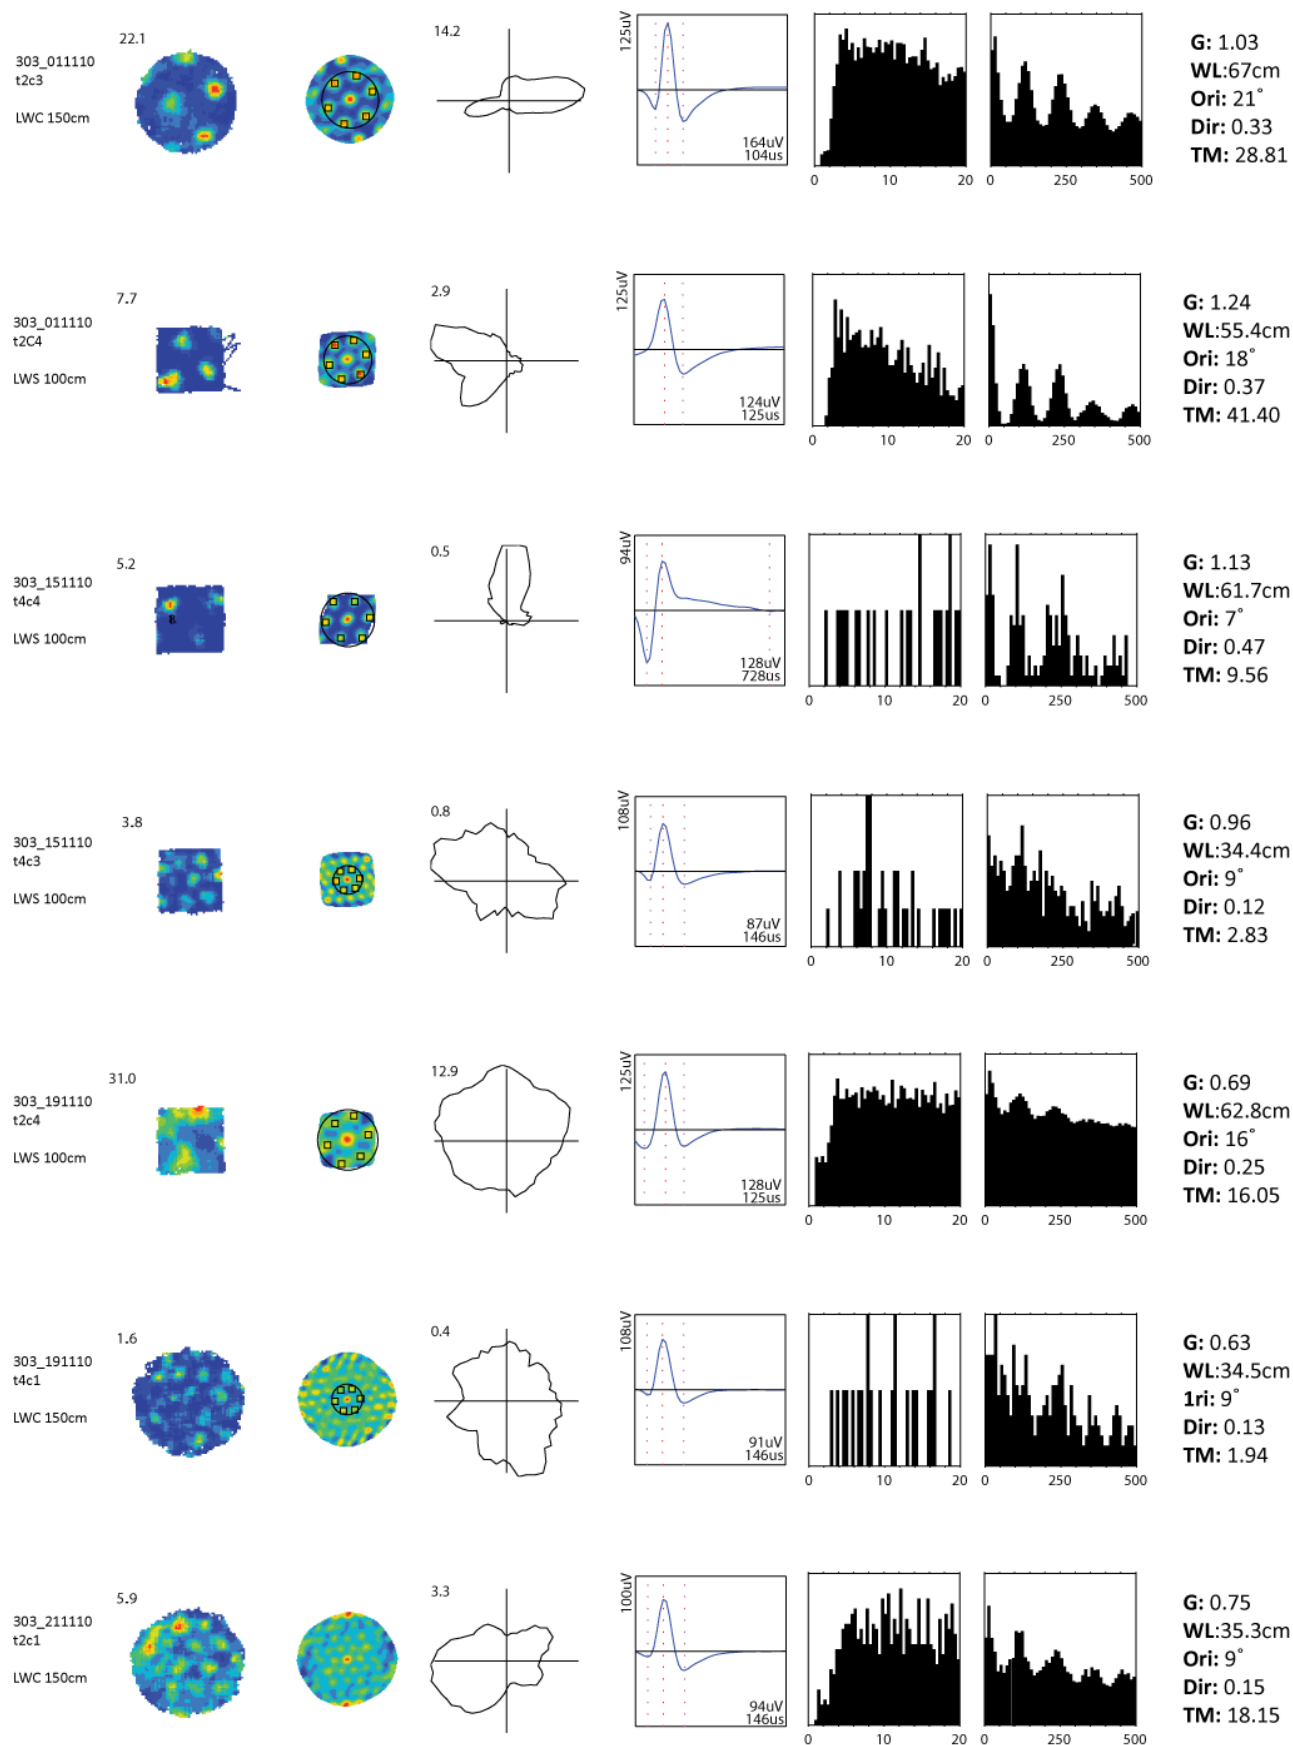 303_011110
t2c3
LWC 150cm
22.1
14.2
125uV
164uV
104us
0 10 20
0 250 500
G: 1.03
WL:67cm
Ori: 21°
Dir: 0.33
TM: 28.81
303_011110
t2C4
LWS 100cm
7.7
2.9
125uV
124uV
125us
0 10 20
0 250 500
G: 1.24
WL:55.4cm
Ori: 18°
Dir: 0.37
TM: 41.40
303_151110
t4c4
LWS 100cm
5.2
0.5
94uV
128uV
728us
0 10 20
0 250 500
G: 1.13
WL:61.7cm
Ori: 7°
Dir: 0.47
TM: 9.56
303_151110
t4c3
LWS 100cm
3.8
0.8
108uV
87uV
146us
0 10 20
0 250 500
G: 0.96
WL:34.4cm
Ori: 9°
Dir: 0.12
TM: 2.83
303_191110
t2c4
LWS 100cm
31.0
12.9
125uV
128uV
125us
0 10 20
0 250 500
G: 0.69
WL:62.8cm
Ori: 16°
Dir: 0.25
TM: 16.05
303_191110
t4c1
LWC 150cm
1.6
0.4
108uV
91uV
146us
0 10 20
0 250 500
G: 0.63
WL:34.5cm
1ri: 9°
Dir: 0.13
TM: 1.94
303_211110
t2c1
LWC 150cm
5.9
3.3
100uV
94uV
146us
0 10 20
0 250 500
G: 0.75
WL:35.3cm
Ori: 9°
Dir: 0.15
TM: 18.15